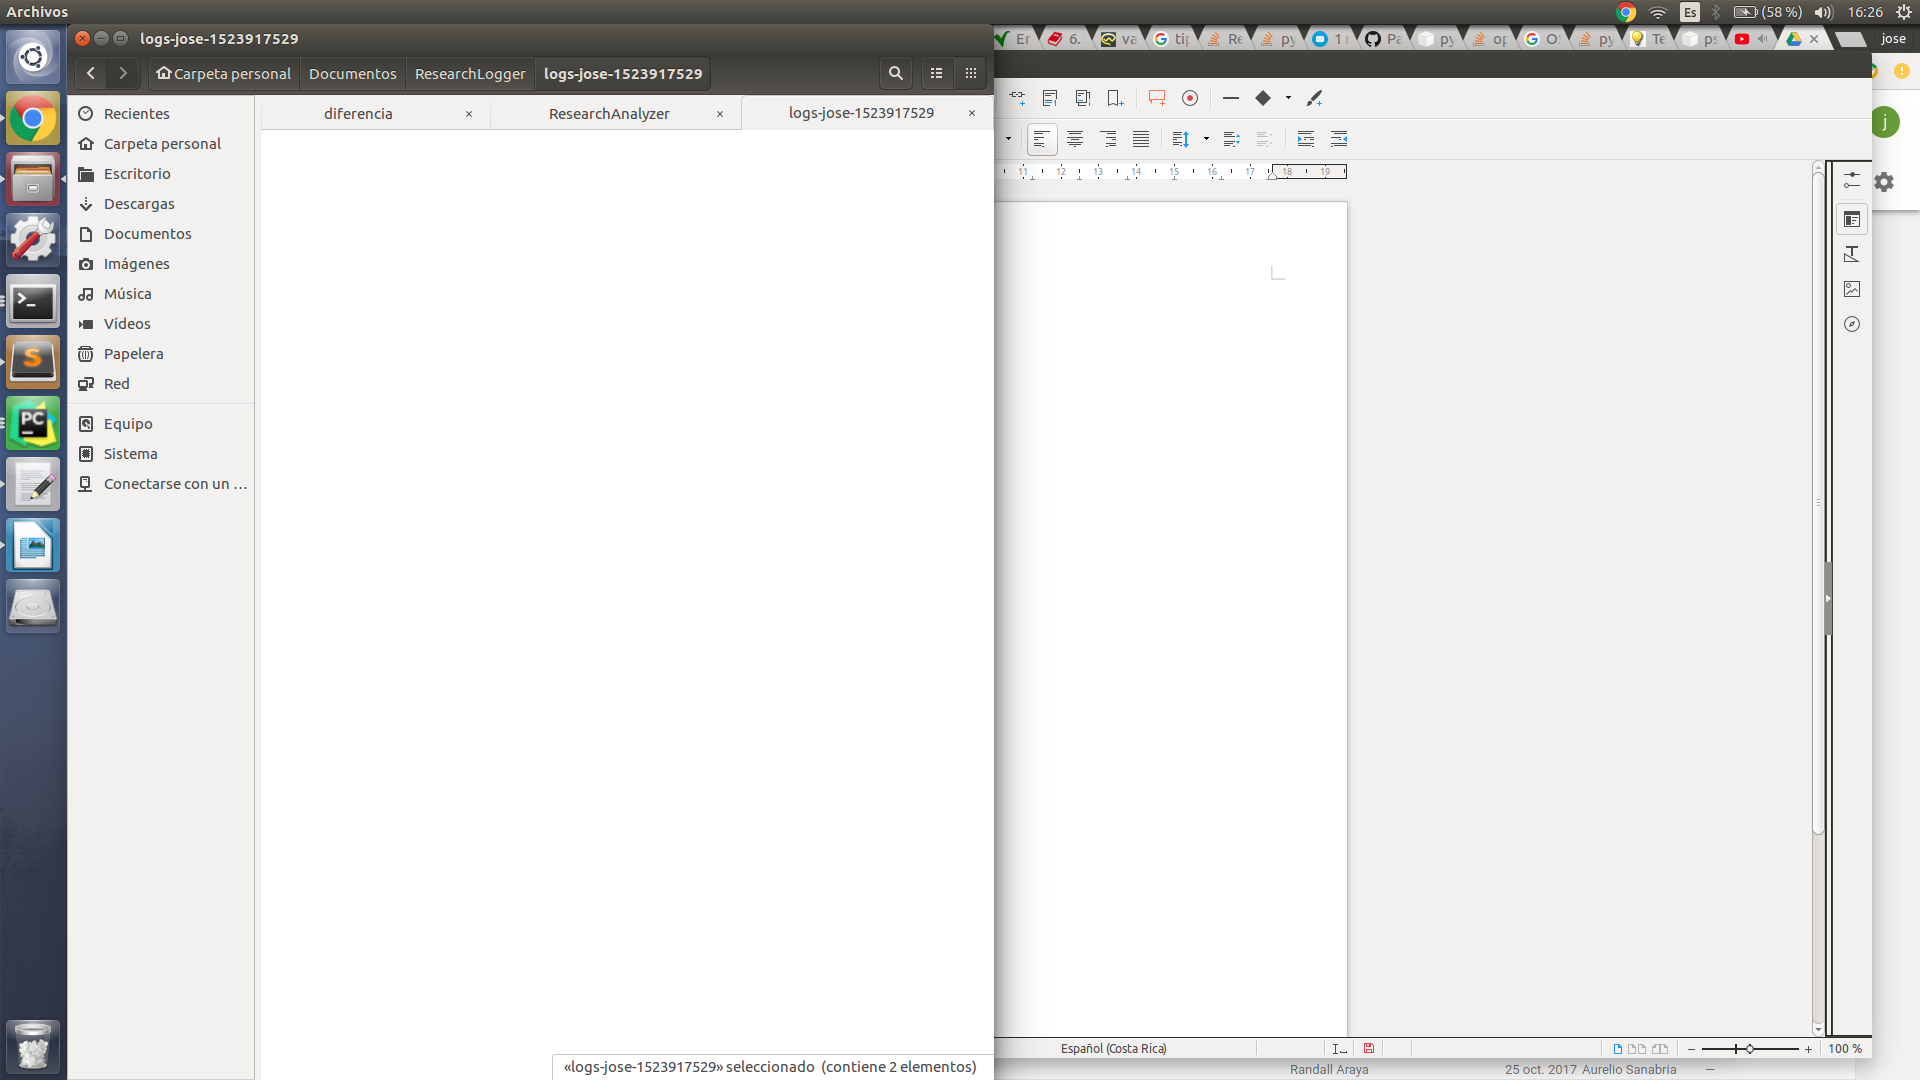 Archivos
Es
(58 %)
16:26
logs-jose-1523917529
Er
6.
va
tip
Re
py
1 r
Pa
py
op
O
py
Te
ps
jose
Carpeta personal
Documentos
ResearchLogger
logs-jose-1523917529
diferencia
ResearchAnalyzer
logs-jose-1523917529
Recientes
Carpeta personal
Escritorio
Descargas
Documentos
Imágenes
Música
Vídeos
Papelera
Red
Equipo
Sistema
Conectarse con un …
11 12 13 14 15 16 17 18 19
j
PC
S
«logs-jose-1523917529» seleccionado (contiene 2 elementos)
Español (Costa Rica)
100 %
Randall Araya
25 oct. 2017 Aurelio Sanabria
—